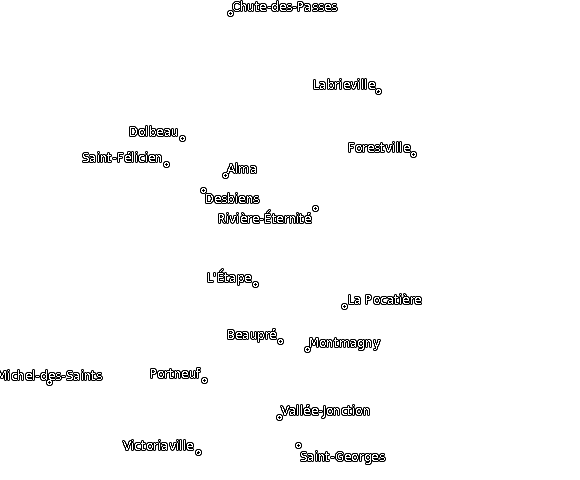 Chute-des-Passes
Labrieville
Dolbeau
Forestville
Saint-Félicien
Alma
Desbiens
Rivière-Éternité
L'Étape
La Pocatière
Beaupré
Montmagny
Michel-des-Saints
Portneuf
Vallée-Jonction
Victoriaville
Saint-Georges